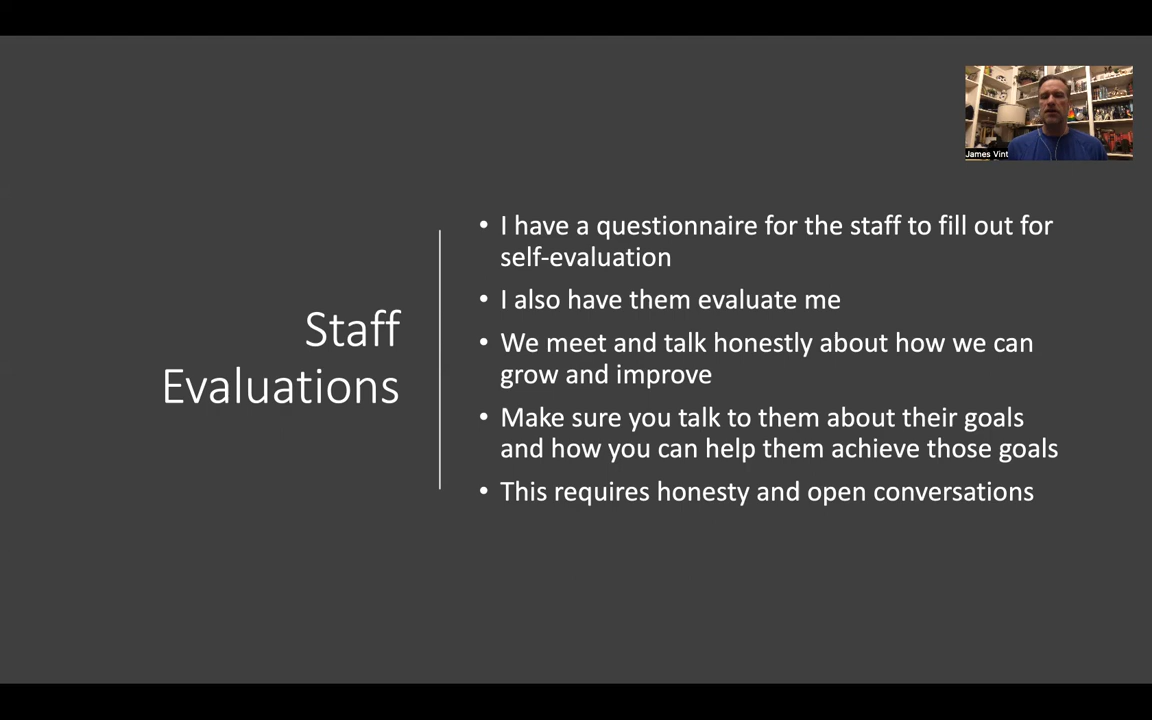 James Vint
Staff
Evaluations
• I have a questionnaire for the staff to fill out for
self-evaluation
• I also have them evaluate me
• We meet and talk honestly about how we can
grow and improve
• Make sure you talk to them about their goals
and how you can help them achieve those goals
• This requires honesty and open conversations